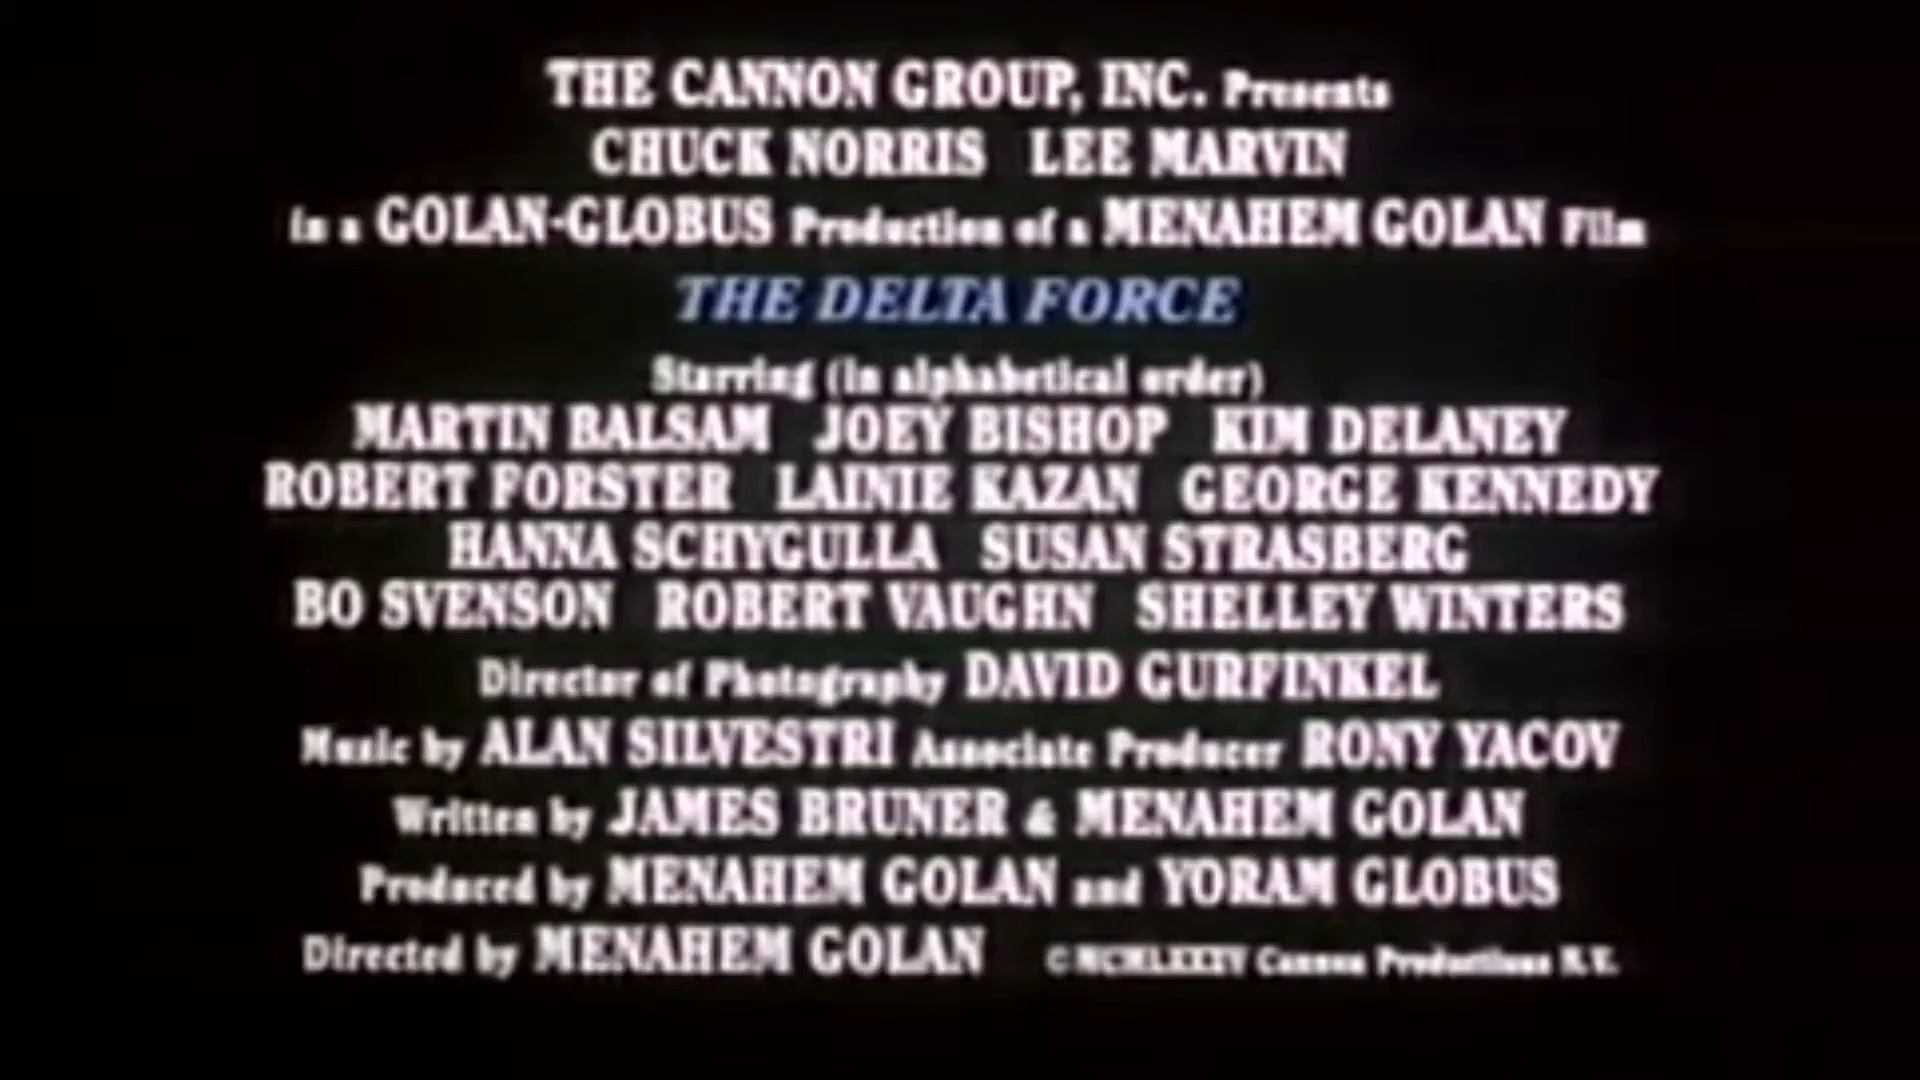 THE CANNON GROUP, INC. Presents
CHUCK NORRIS LEE MARVIN
in a GOLAN-GLOBUS Production of a MENAHEM GOLAN Film
THE DELTA FORCE
Starring (in alphabetical order)
MARTIN BALSAM JOEY BISHOP KIM DELANEY
ROBERT FORSTER LAINIE KAZAN GEORGE KENNEDY
HANNA SCHYGULLA SUSAN STRASBERG
BO SVENSON ROBERT VAUGHN SHELLEY WINTERS
Director of Photography DAVID GURFINKEL
Music by ALAN SILVESTRI Associate Producer RONY YACOV
Written by JAMES BRUNER & MENAHEM GOLAN
Produced by MENAHEM GOLAN and YORAM GLOBUS
Directed by MENAHEM GOLAN ©MCMLXXXV Cannon Productions N.V.